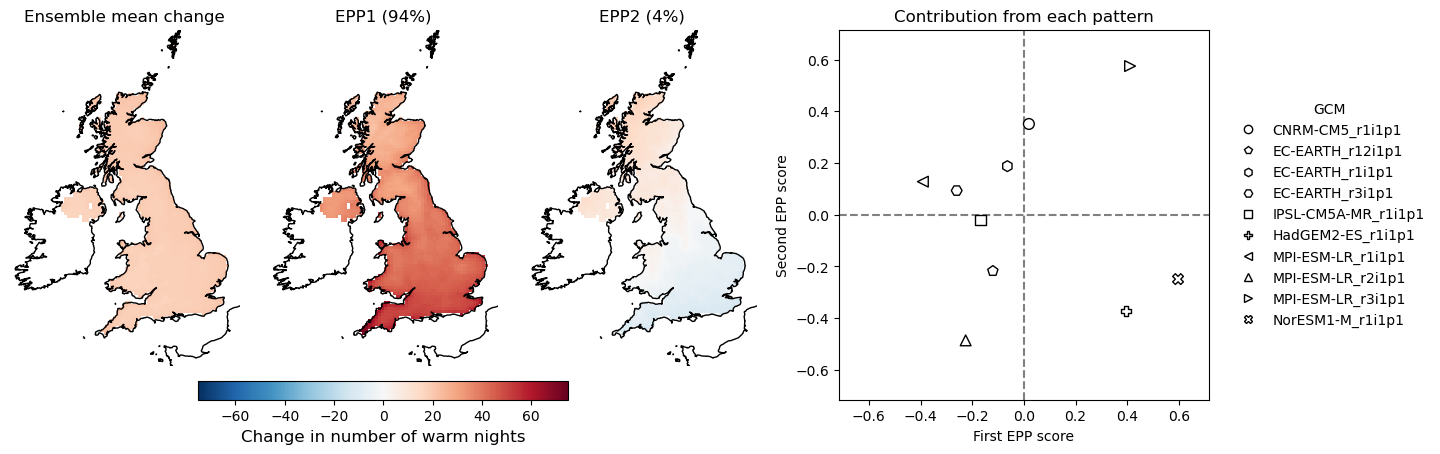 Ensemble mean change
EPP1 (94%)
EPP2 (4%)
−60 −40 −20 0 20 40 60
Change in number of warm nights
Contribution from each pattern
0.6
0.4
0.2
0.0
−0.2
−0.4
−0.6
Second EPP score
−0.6 −0.4 −0.2 0.0 0.2 0.4 0.6
First EPP score
GCM
CNRM-CM5_r1i1p1
EC-EARTH_r12i1p1
EC-EARTH_r1i1p1
EC-EARTH_r3i1p1
IPSL-CM5A-MR_r1i1p1
HadGEM2-ES_r1i1p1
MPI-ESM-LR_r1i1p1
MPI-ESM-LR_r2i1p1
MPI-ESM-LR_r3i1p1
NorESM1-M_r1i1p1